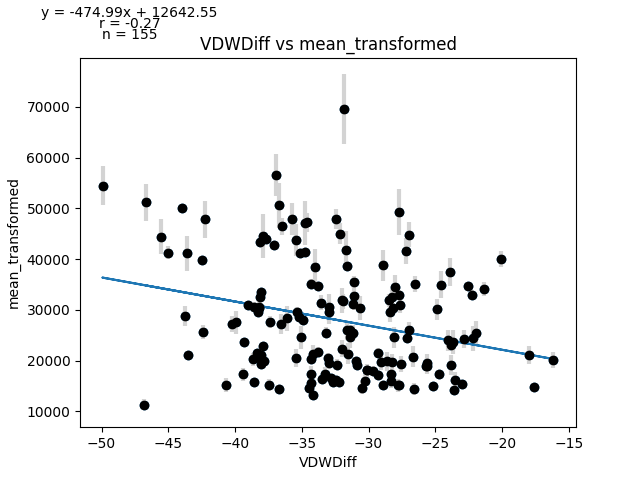 y = -474.99x + 12642.55
r = -0.27
n = 155
VDWDiff vs mean_transformed
mean_transformed
70000
60000
50000
40000
30000
20000
10000
−50 −45 −40 −35 −30 −25 −20 −15
VDWDiff